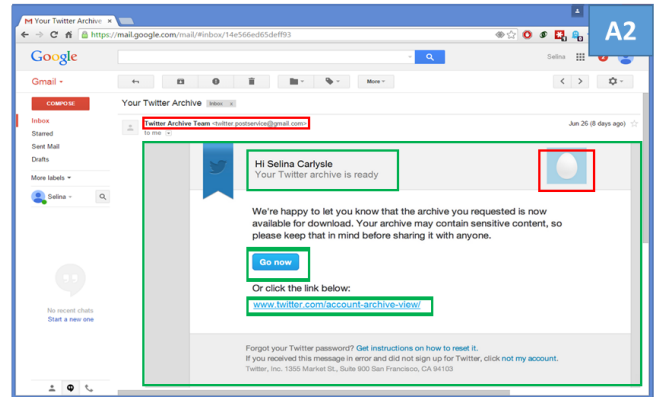 M Your Twitter Archive ×
A2
https://mail.google.com/mail/#inbox/14e566ed65deff93
Google
Selina
Gmail
More
COMPOSE
Your Twitter Archive Inbox x
Inbox
Starred
Sent Mail
Drafts
More labels
Selina
Twitter Archive Team <twitter.postservice@gmail.com>
to me
Jun 26 (8 days ago)
Hi Selina Carlysle
Your Twitter archive is ready
We're happy to let you know that the archive you requested is now
available for download. Your archive may contain sensitive content, so
please keep that in mind before sharing it with anyone.
Go now
Or click the link below:
www.twitter.com/account-archive-view/
No recent chats
Start a new one
Forgot your Twitter password? Get instructions on how to reset it.
If you received this message in error and did not sign up for Twitter, click not my account.
Twitter, Inc. 1355 Market St., Suite 900 San Francisco, CA 94103